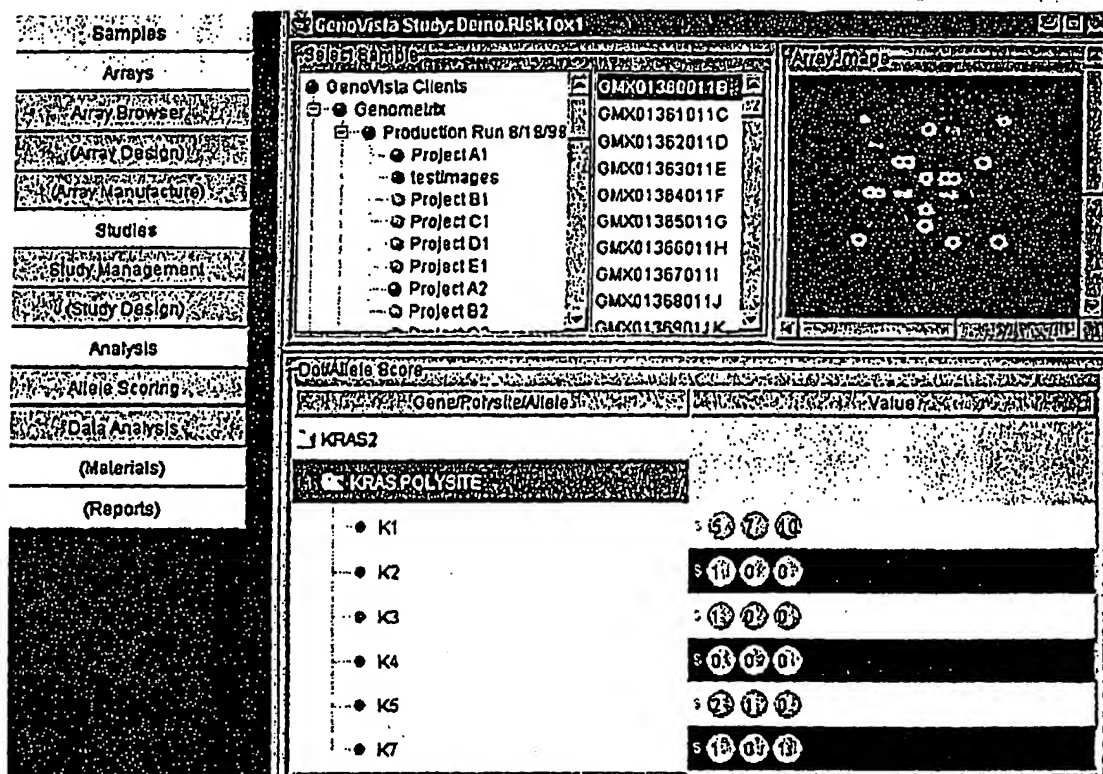 Samples
Arrays
Array Browser
(Array Design)
(Array Manufacture)
Studies
Study Management
(Study Design)
Analysis
Allele Scoring
Data Analysis
(Materials)
(Reports)
GenoVista Study: Demo.RiskTox1
Select Sample
GenoVista Clients
Genometrix
Production Run 8/18/98
Project A1
testimages
Project B1
Project C1
Project D1
Project E1
Project A2
Project B2
GMX01360011B
GMX01361011C
GMX01362011D
GMX01363011E
GMX01364011F
GMX01365011G
GMX01366011H
GMX01367011I
GMX01368011J
GMX01369011K
Array Image
Dot/Allele Score
Gene/Polysite/Allele
Value
KRAS2
KRAS POLYSITE
K1
K2
K3
K4
K5
K7